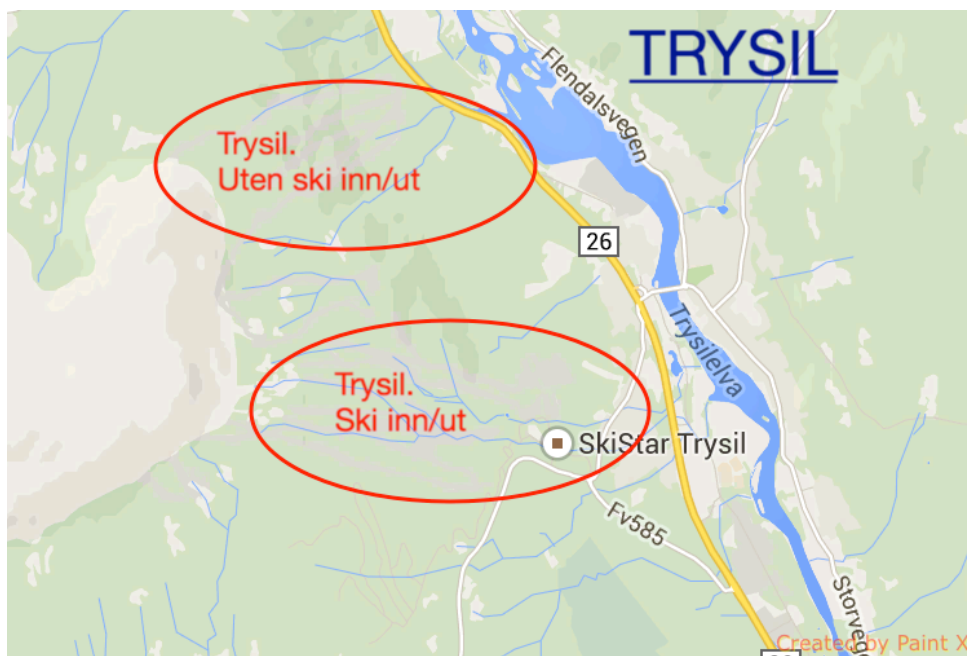 TRYSIL
Flendalsvegen
Trysil.
Uten ski inn/ut
26
Trysilelva
Trysil.
Ski inn/ut
SkiStar Trysil
Fv585
Storvege
Created by Paint X